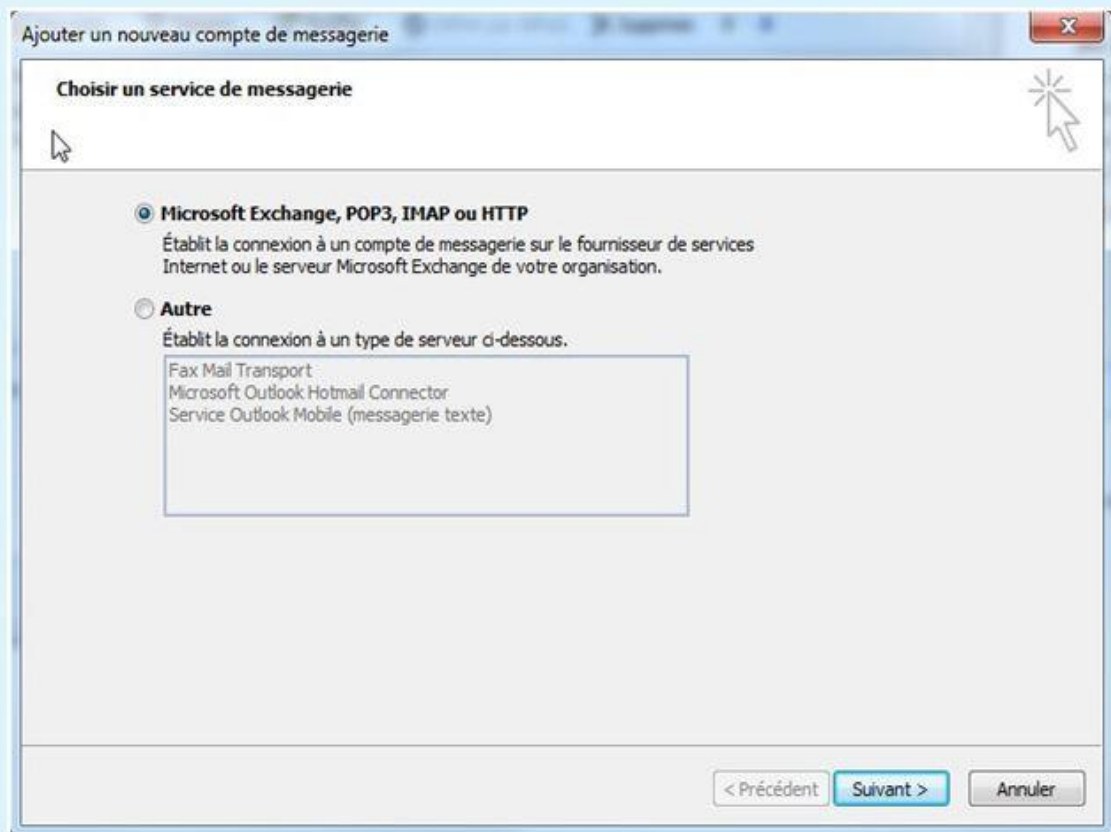 Ajouter un nouveau compte de messagerie
Choisir un service de messagerie
Microsoft Exchange, POP3, IMAP ou HTTP
Établit la connexion à un compte de messagerie sur le fournisseur de services
Internet ou le serveur Microsoft Exchange de votre organisation.
Autre
Établit la connexion à un type de serveur ci-dessous.
Fax Mail Transport
Microsoft Outlook Hotmail Connector
Service Outlook Mobile (messagerie texte)
< Précédent Suivant > Annuler